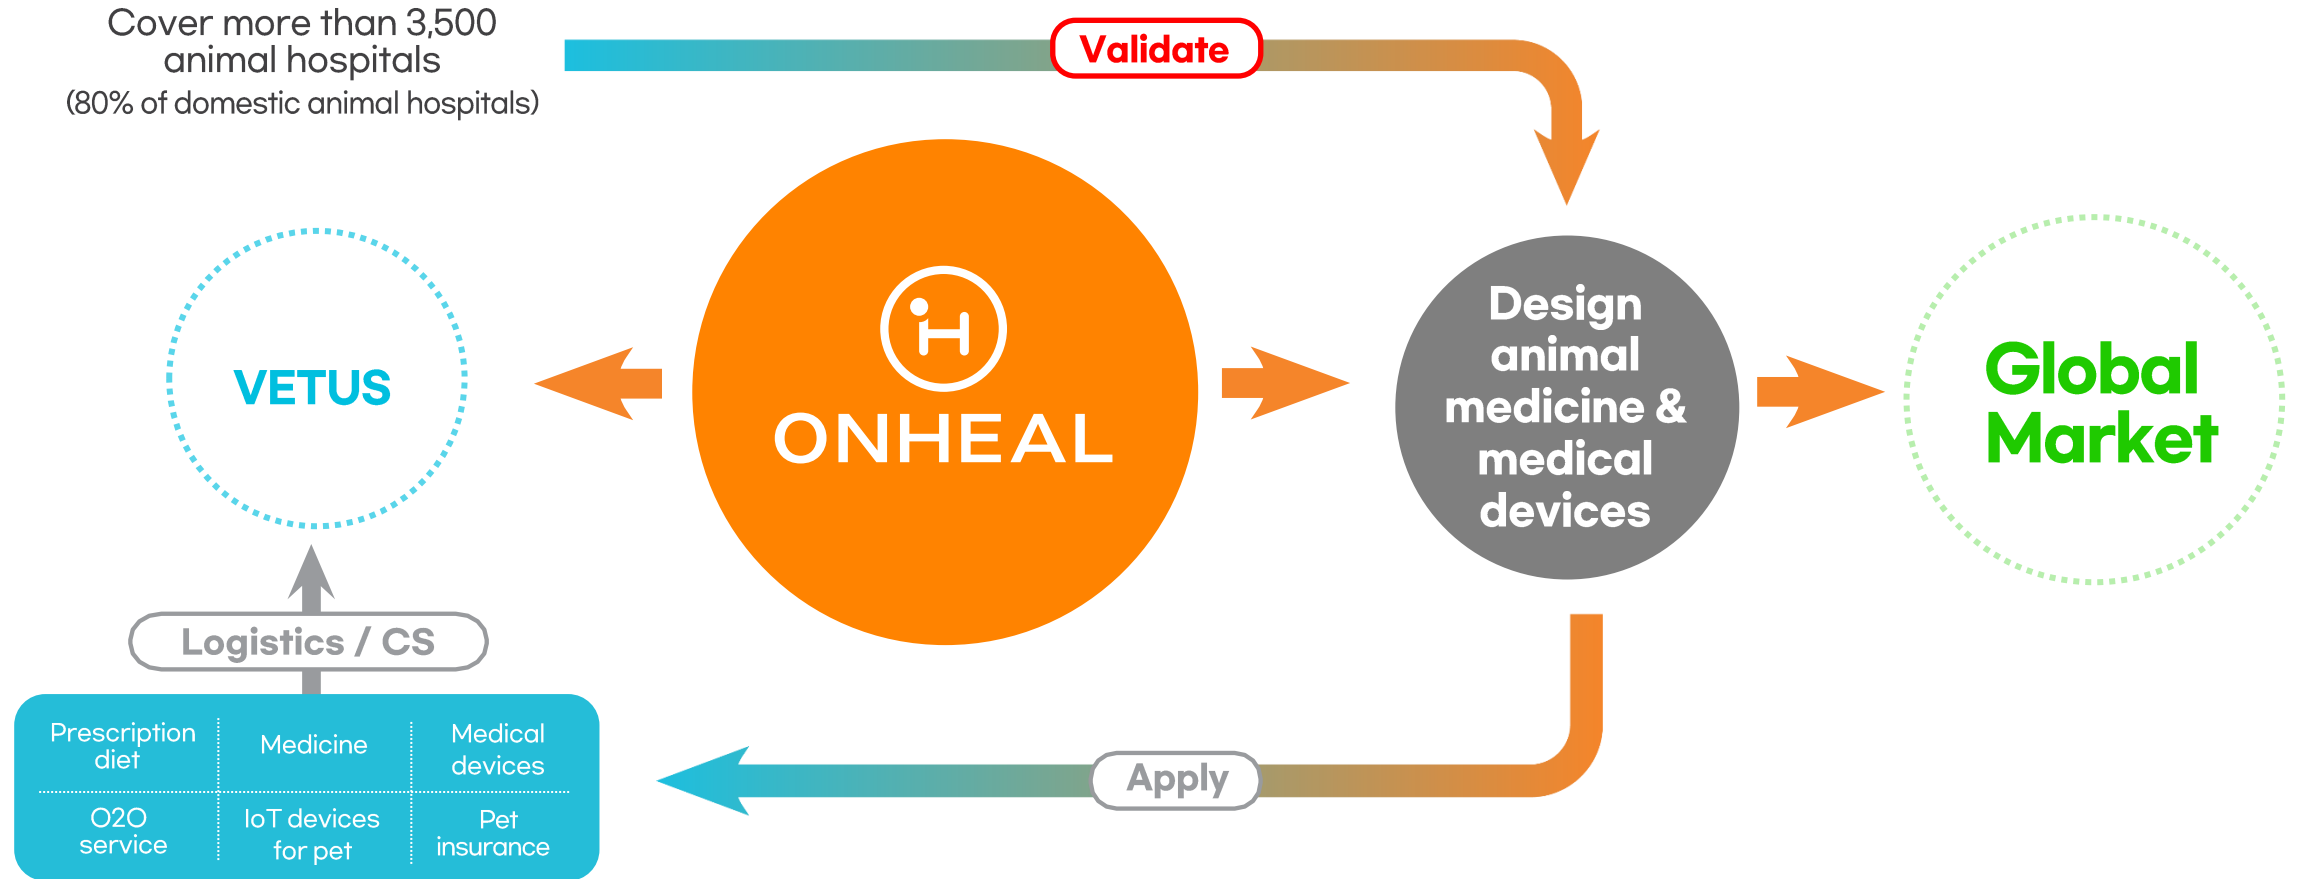 Cover more than 3,500
animal hospitals
(80% of domestic animal hospitals)
Validate
VETUS
iH
ONHEAL
Design
animal
medicine &
medical
devices
Global
Market
Logistics / CS
Prescription
diet
Medicine
Medical
devices
O2O
service
IoT devices
for pet
Pet
insurance
Apply